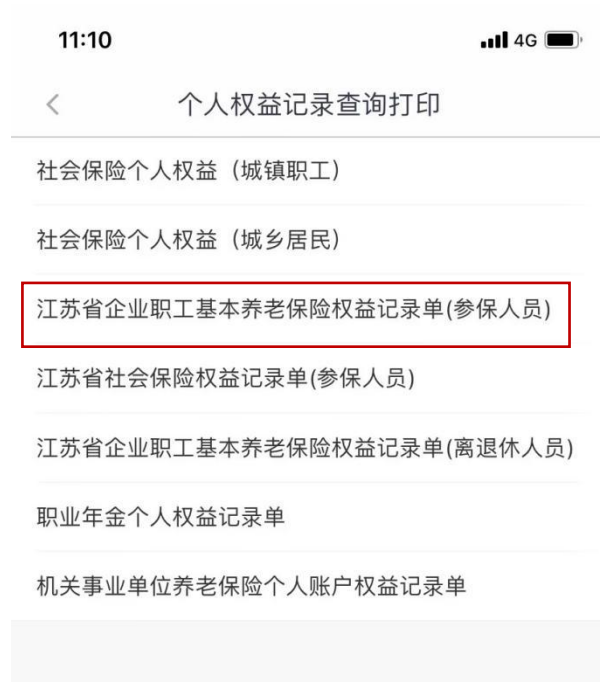 11:10 4G
个人权益记录查询打印
社会保险个人权益（城镇职工）
社会保险个人权益（城乡居民）
江苏省企业职工基本养老保险权益记录单(参保人员)
江苏省社会保险权益记录单(参保人员)
江苏省企业职工基本养老保险权益记录单(离退休人员)
职业年金个人权益记录单
机关事业单位养老保险个人账户权益记录单